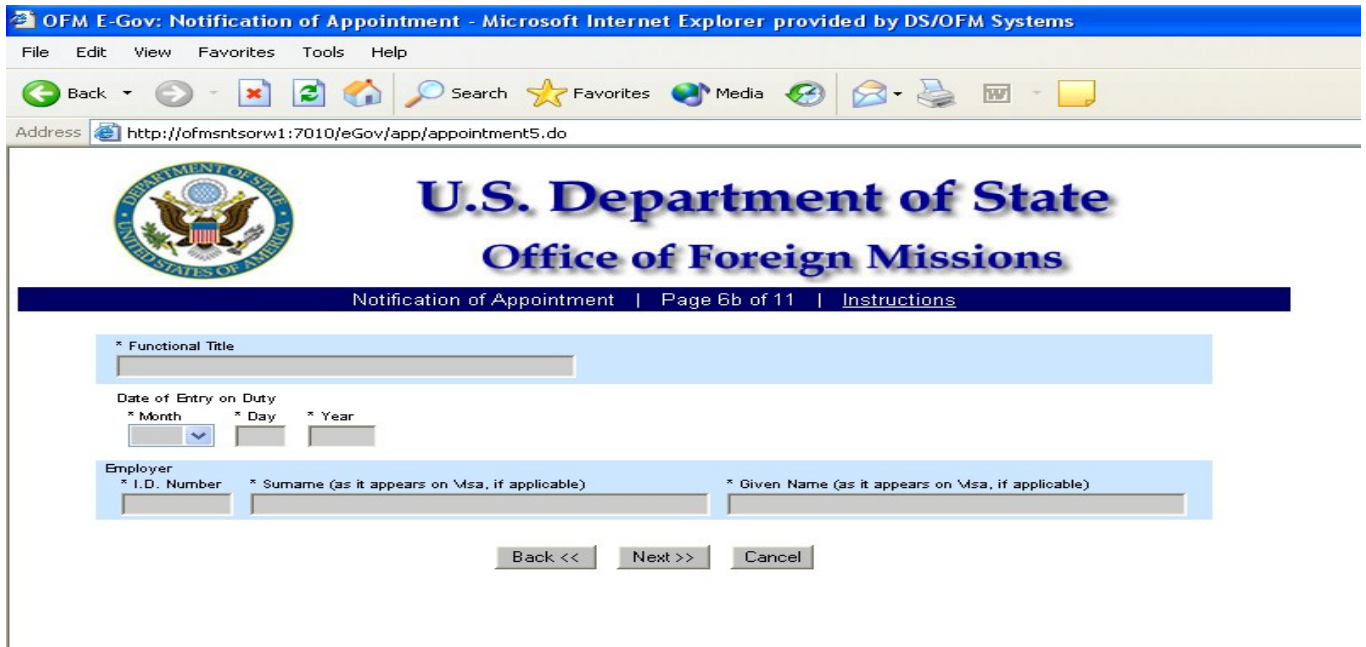 OFM E-Gov: Notification of Appointment - Microsoft Internet Explorer provided by DS/OFM Systems
File Edit View Favorites Tools Help
Back Search Favorites Media
Address http://ofmsntsorw1:7010/eGov/app/appointment5.do
DEPARTMENT OF STATE
UNITED STATES OF AMERICA
U.S. Department of State
Office of Foreign Missions
Notification of Appointment | Page 6b of 11 | Instructions
* Functional Title
Date of Entry on Duty
* Month * Day * Year
Employer
* I.D. Number * Surname (as it appears on Visa, if applicable) * Given Name (as it appears on Visa, if applicable)
Back << Next >> Cancel